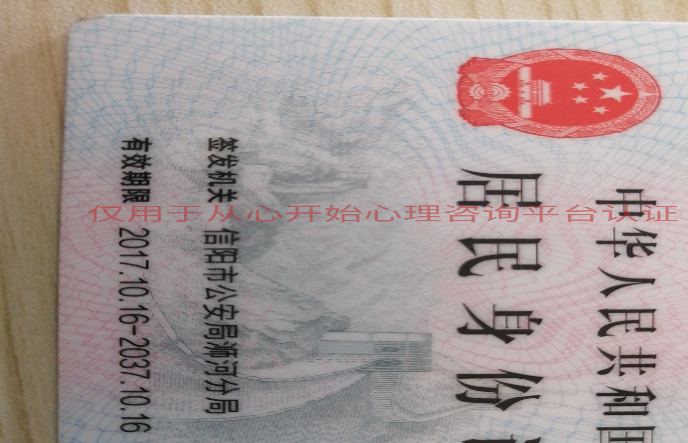 中华人民共和国
居民身份
签发机关 信阳市公安局浉河分局
有效期限 2017.10.16-2037.10.16
仅用于从心开始心理咨询平台认证